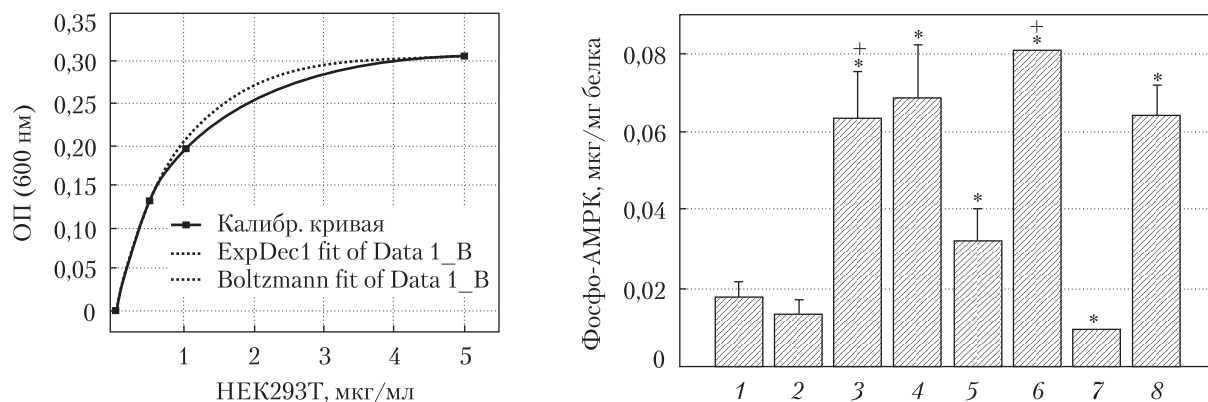 ОП (600 нм)
0,35
0,30
0,25
0,20
0,15
0,10
0,05
0
Калибр. кривая
ExpDec1 fit of Data 1_B
Boltzmann fit of Data 1_B
1 2 3 4 5
НЕК293Т, мкг/мл
Фосфо-АМРК, мкг/мг белка
0,08
0,06
0,04
0,02
0
+
*
*
*
+
*
*
*
1 2 3 4 5 6 7 8